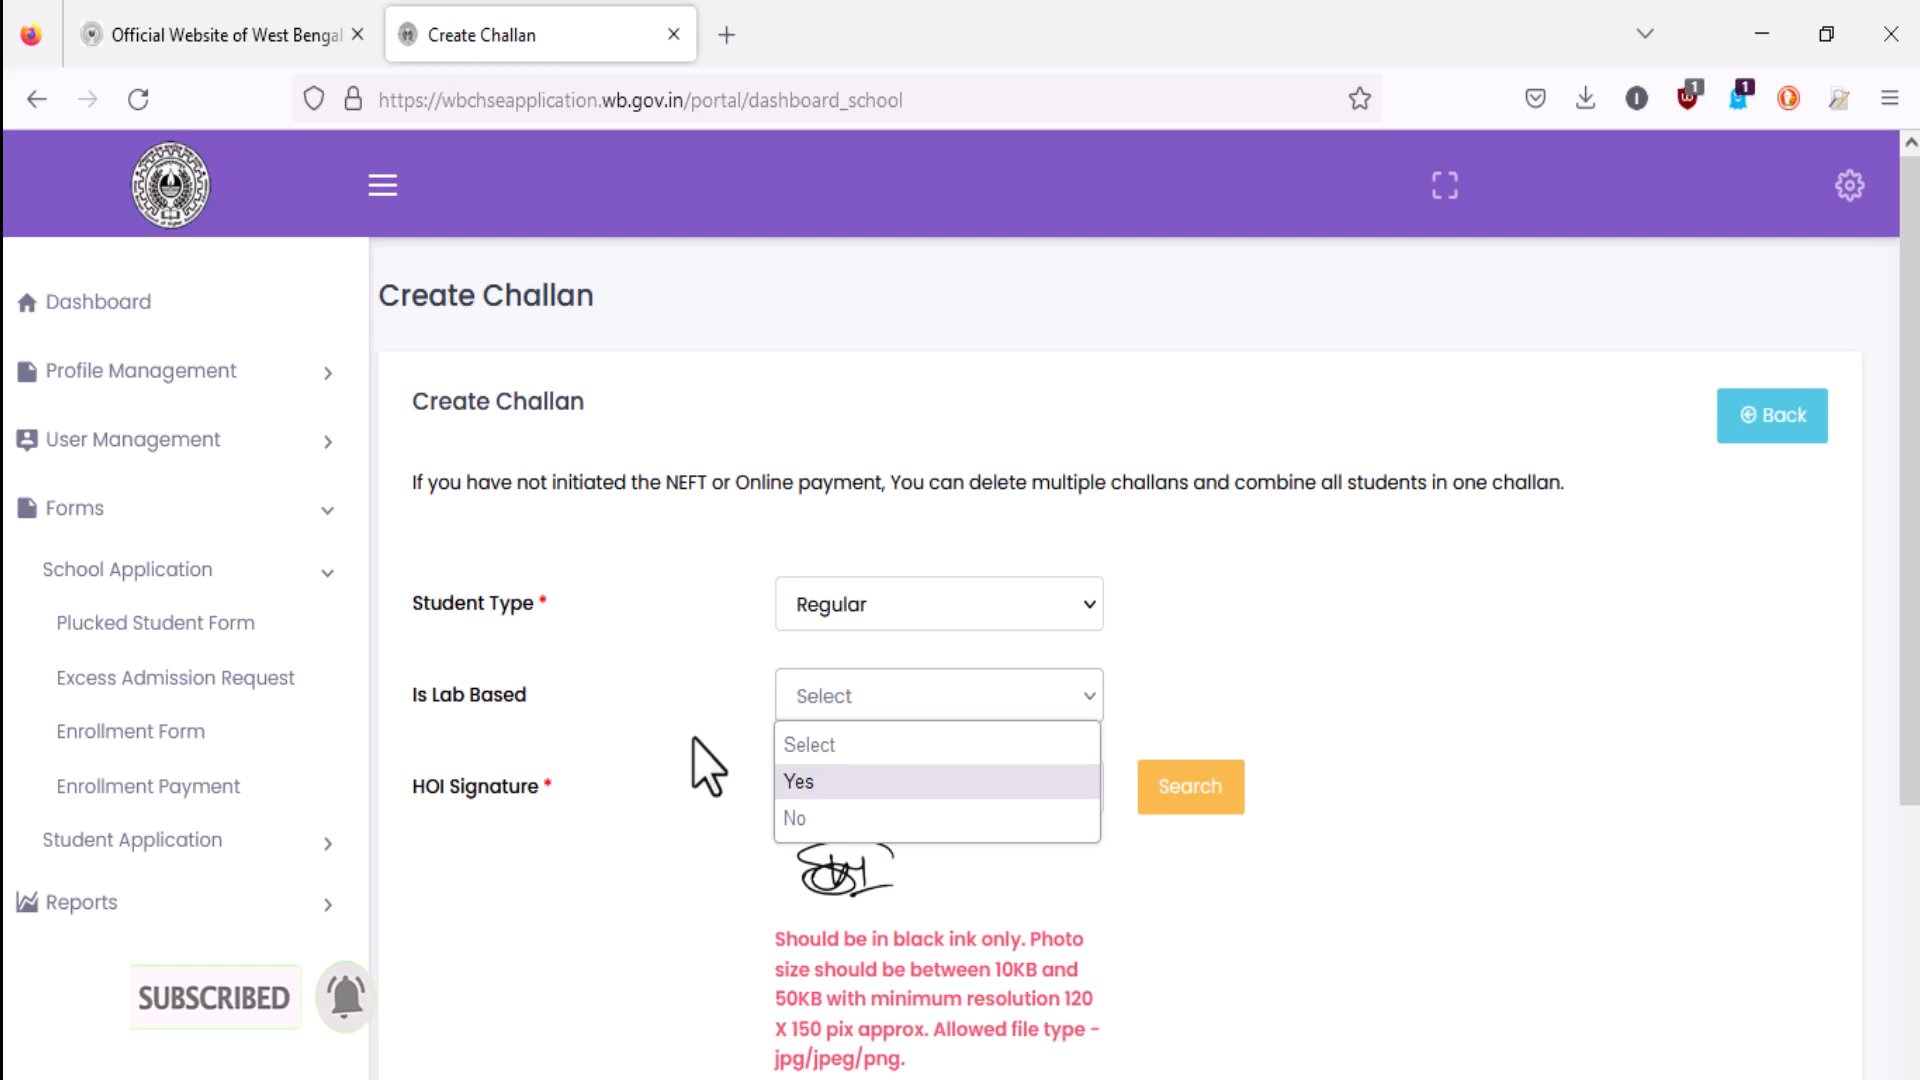 Official Website of West Bengal
Create Challan
https://wbchseapplication.wb.gov.in/portal/dashboard_school
1
1
Dashboard
Profile Management
User Management
Forms
School Application
Plucked Student Form
Excess Admission Request
Enrollment Form
Enrollment Payment
Student Application
Reports
SUBSCRIBED
Create Challan
Create Challan
Back
If you have not initiated the NEFT or Online payment, You can delete multiple challans and combine all students in one challan.
Student Type *
Regular
Is Lab Based
Select
Select
Yes
No
HOI Signature *
Search
Should be in black ink only. Photo
size should be between 10KB and
50KB with minimum resolution 120
X 150 pix approx. Allowed file type -
jpg/jpeg/png.